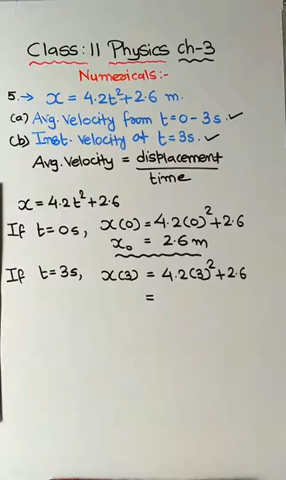 Class: 11 Physics ch-3
Numericals:-
5.→ x = 4.2t²+2.6 m.
(a) Avg. Velocity from t=0-3s. ✓
(b) Inst. Velocity at t=3s. ✓
Avg. Velocity = displacement/time
x=4.2t²+2.6
If t=0s, x(0)=4.2(0)²+2.6
x₀ = 2.6m
If t=3s, x(3) = 4.2(3)²+2.6
=